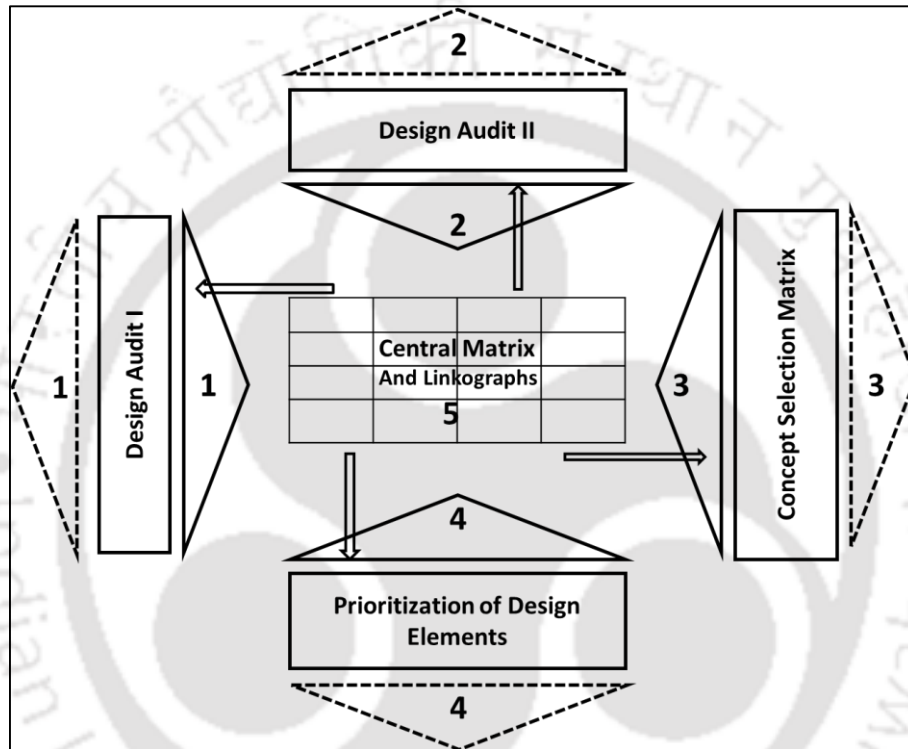 2
Design Audit II
2
प्रौद्योगिकी संस्थान
1
Design Audit I
1
Central Matrix
And Linkographs
5
3
Concept Selection Matrix
3
4
Prioritization of Design
Elements
4
Indian